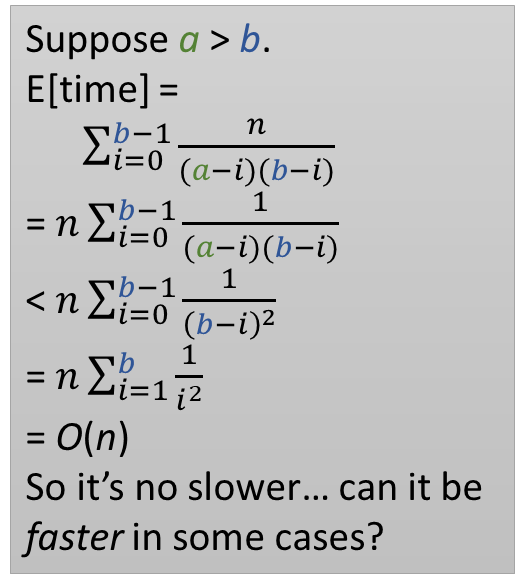 Suppose a > b.
E[time] =
∑_{i=0}^{b−1} n/((a−i)(b−i))
= n ∑_{i=0}^{b−1} 1/((a−i)(b−i))
< n ∑_{i=0}^{b−1} 1/(b−i)²
= n ∑_{i=1}^{b} 1/i²
= O(n)
So it's no slower... can it be
faster in some cases?